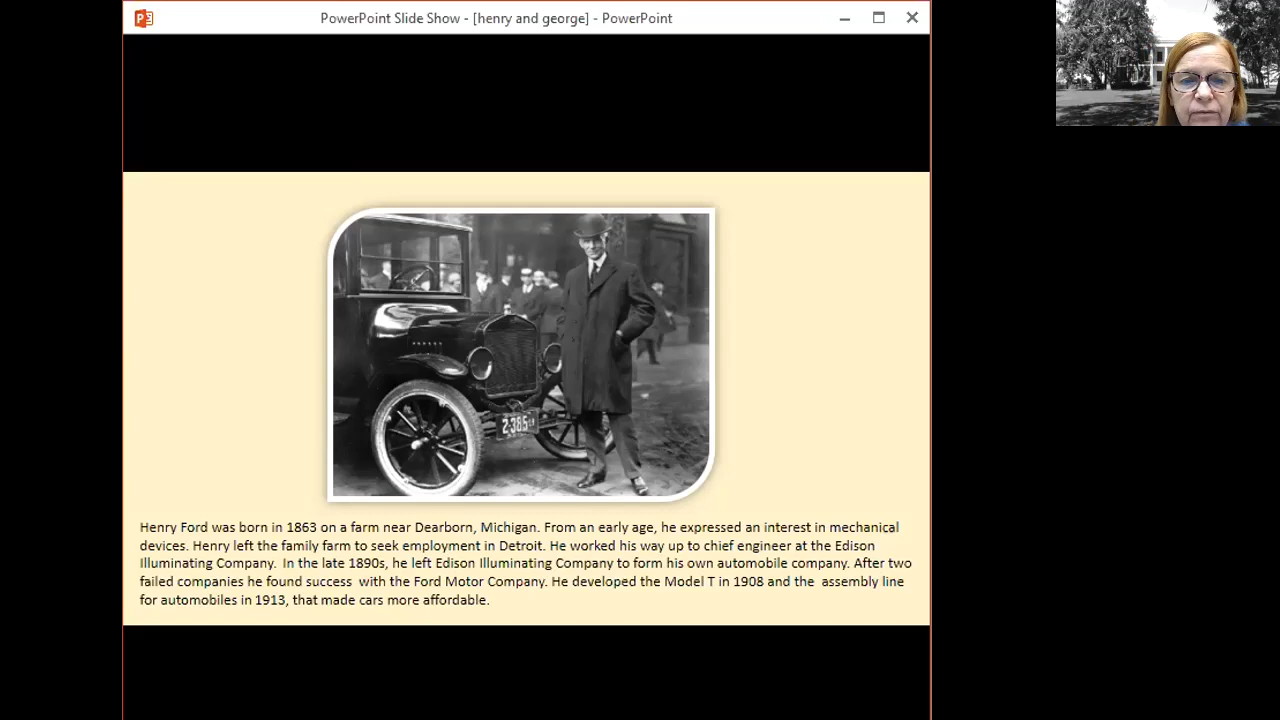 PowerPoint Slide Show - [henry and george] - PowerPoint
2-385
Henry Ford was born in 1863 on a farm near Dearborn, Michigan. From an early age, he expressed an interest in mechanical
devices. Henry left the family farm to seek employment in Detroit. He worked his way up to chief engineer at the Edison
Illuminating Company. In the late 1890s, he left Edison Illuminating Company to form his own automobile company. After two
failed companies he found success with the Ford Motor Company. He developed the Model T in 1908 and the assembly line
for automobiles in 1913, that made cars more affordable.